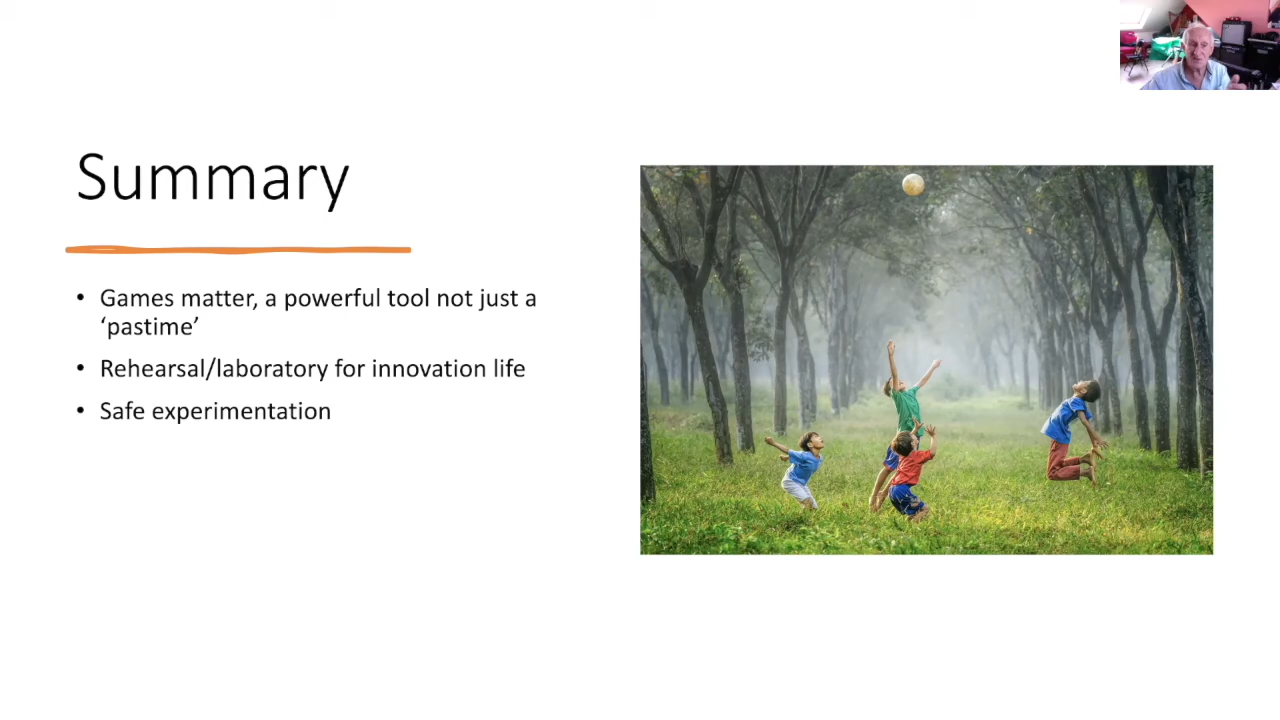 Summary
• Games matter, a powerful tool not just a
‘pastime’
• Rehearsal/laboratory for innovation life
• Safe experimentation